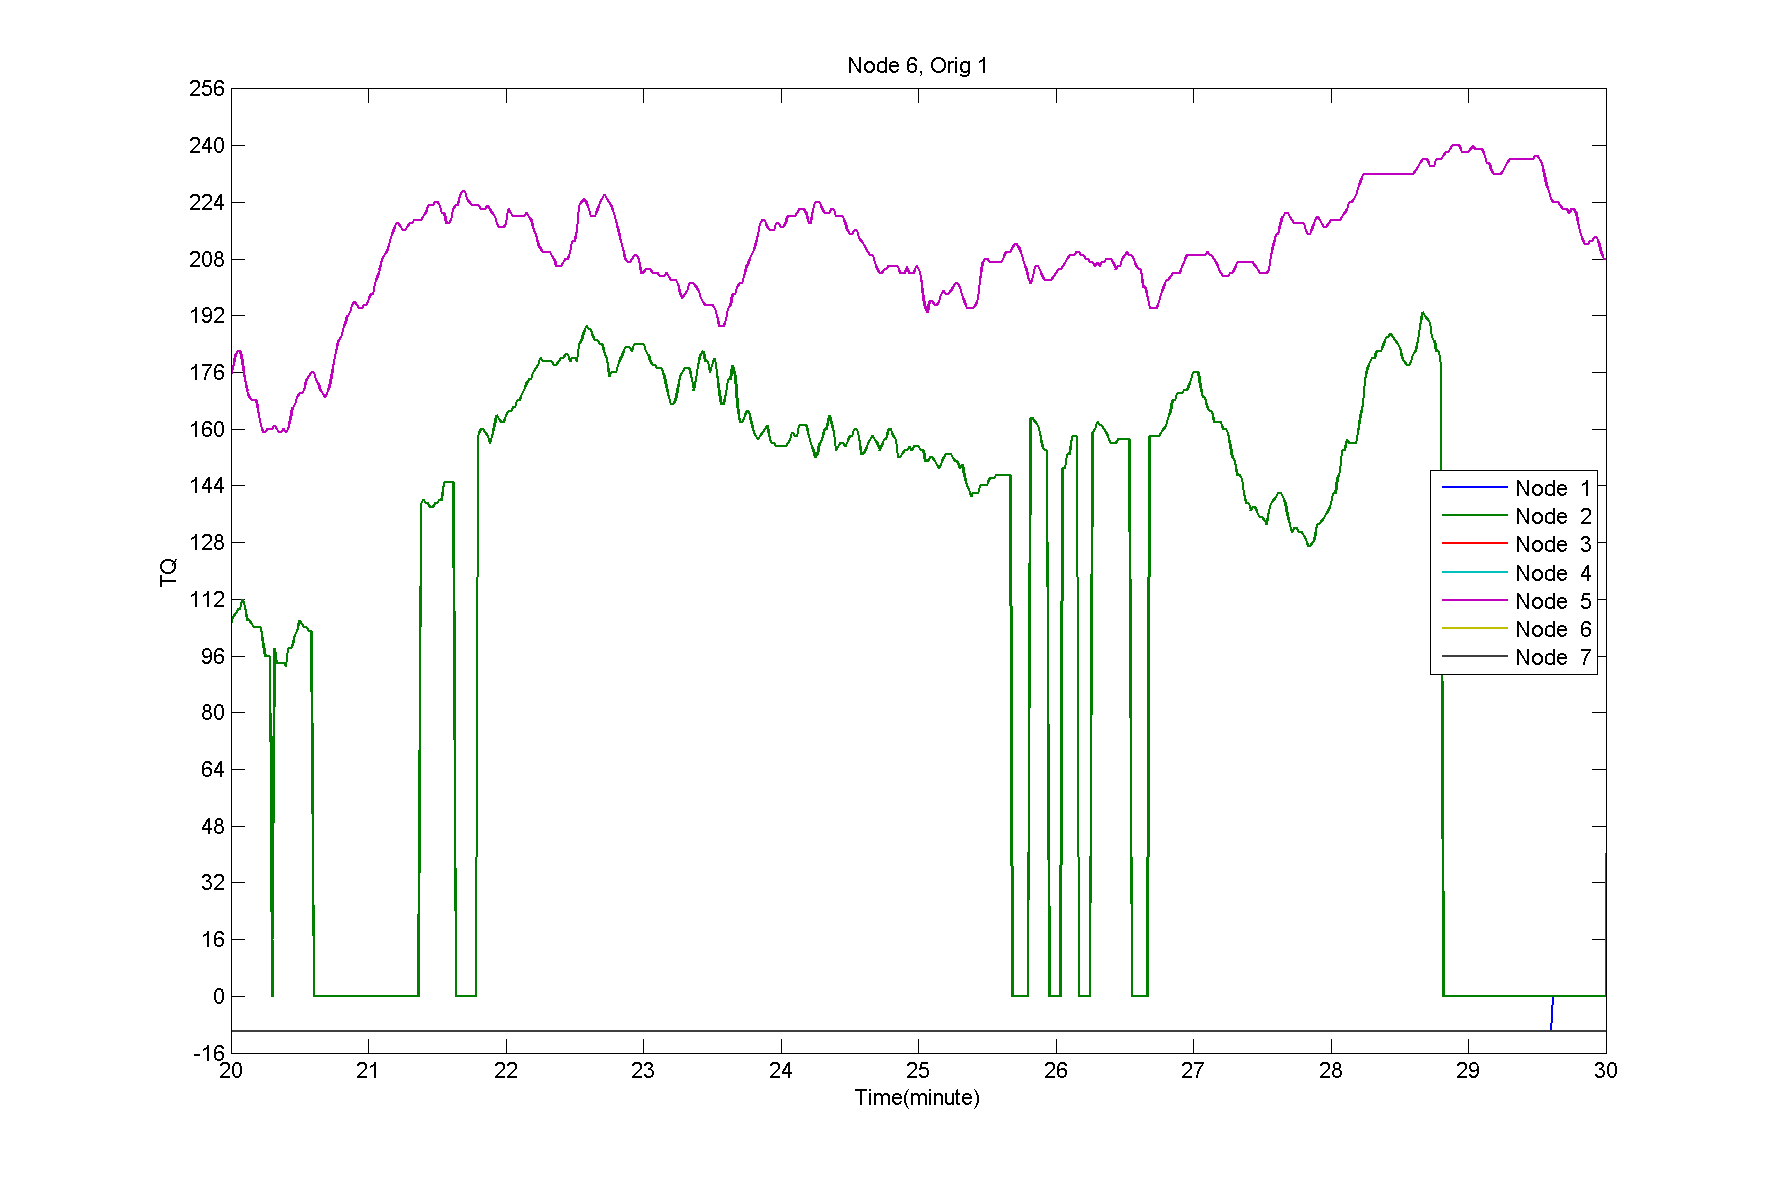 Node 6, Orig 1
256
240
224
208
192
176
160
144
128
112
96
80
64
48
32
16
0
-16
TQ
Node 1
Node 2
Node 3
Node 4
Node 5
Node 6
Node 7
20 21 22 23 24 25 26 27 28 29 30
Time(minute)